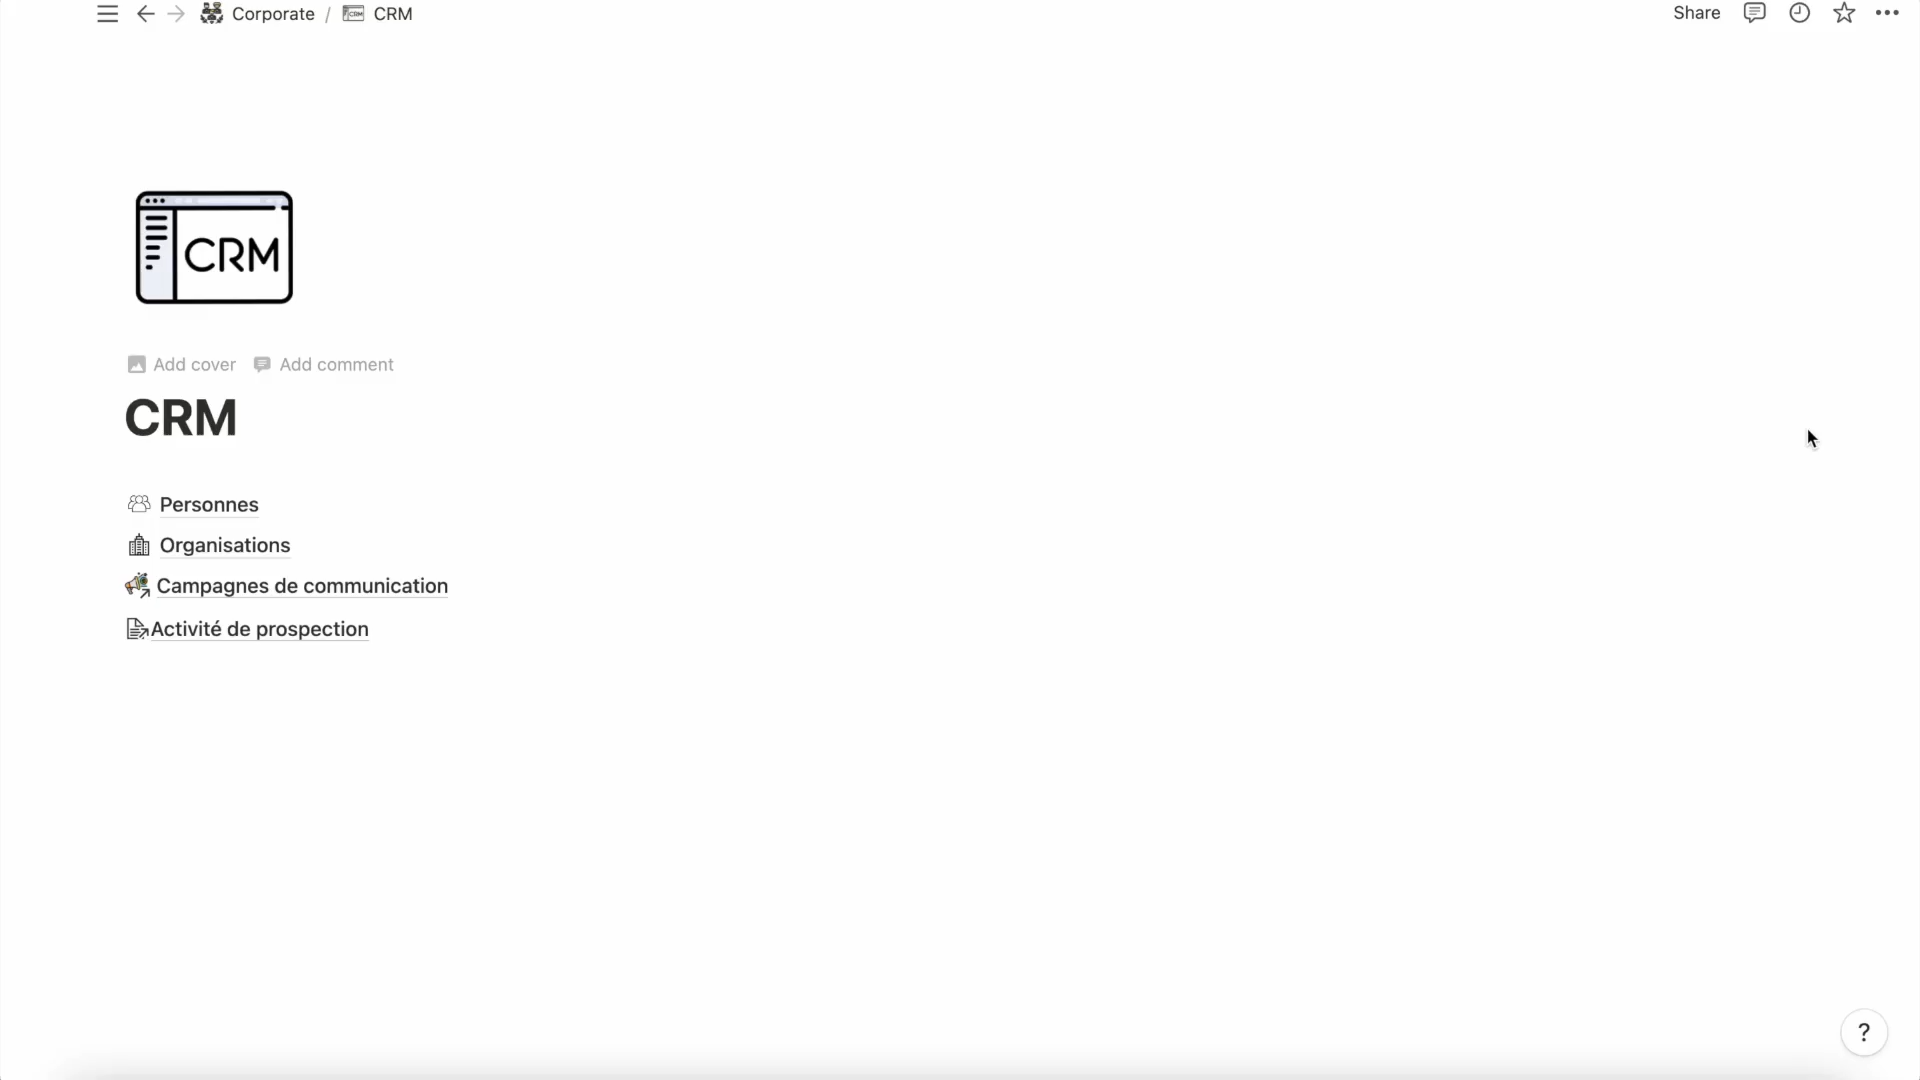 Corporate / CRM
Share
CRM
Add cover Add comment
CRM
Personnes
Organisations
Campagnes de communication
Activité de prospection
?